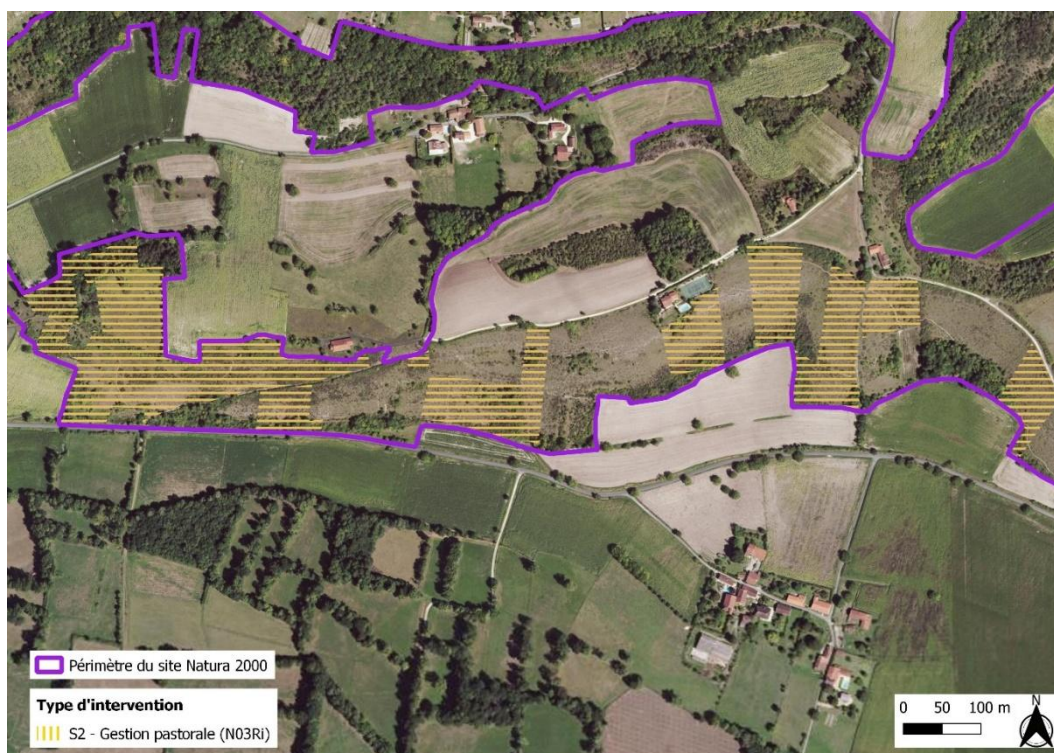 Périmètre du site Natura 2000
Type d'intervention
S2 - Gestion pastorale (N03Ri)
0 50 100 m
N